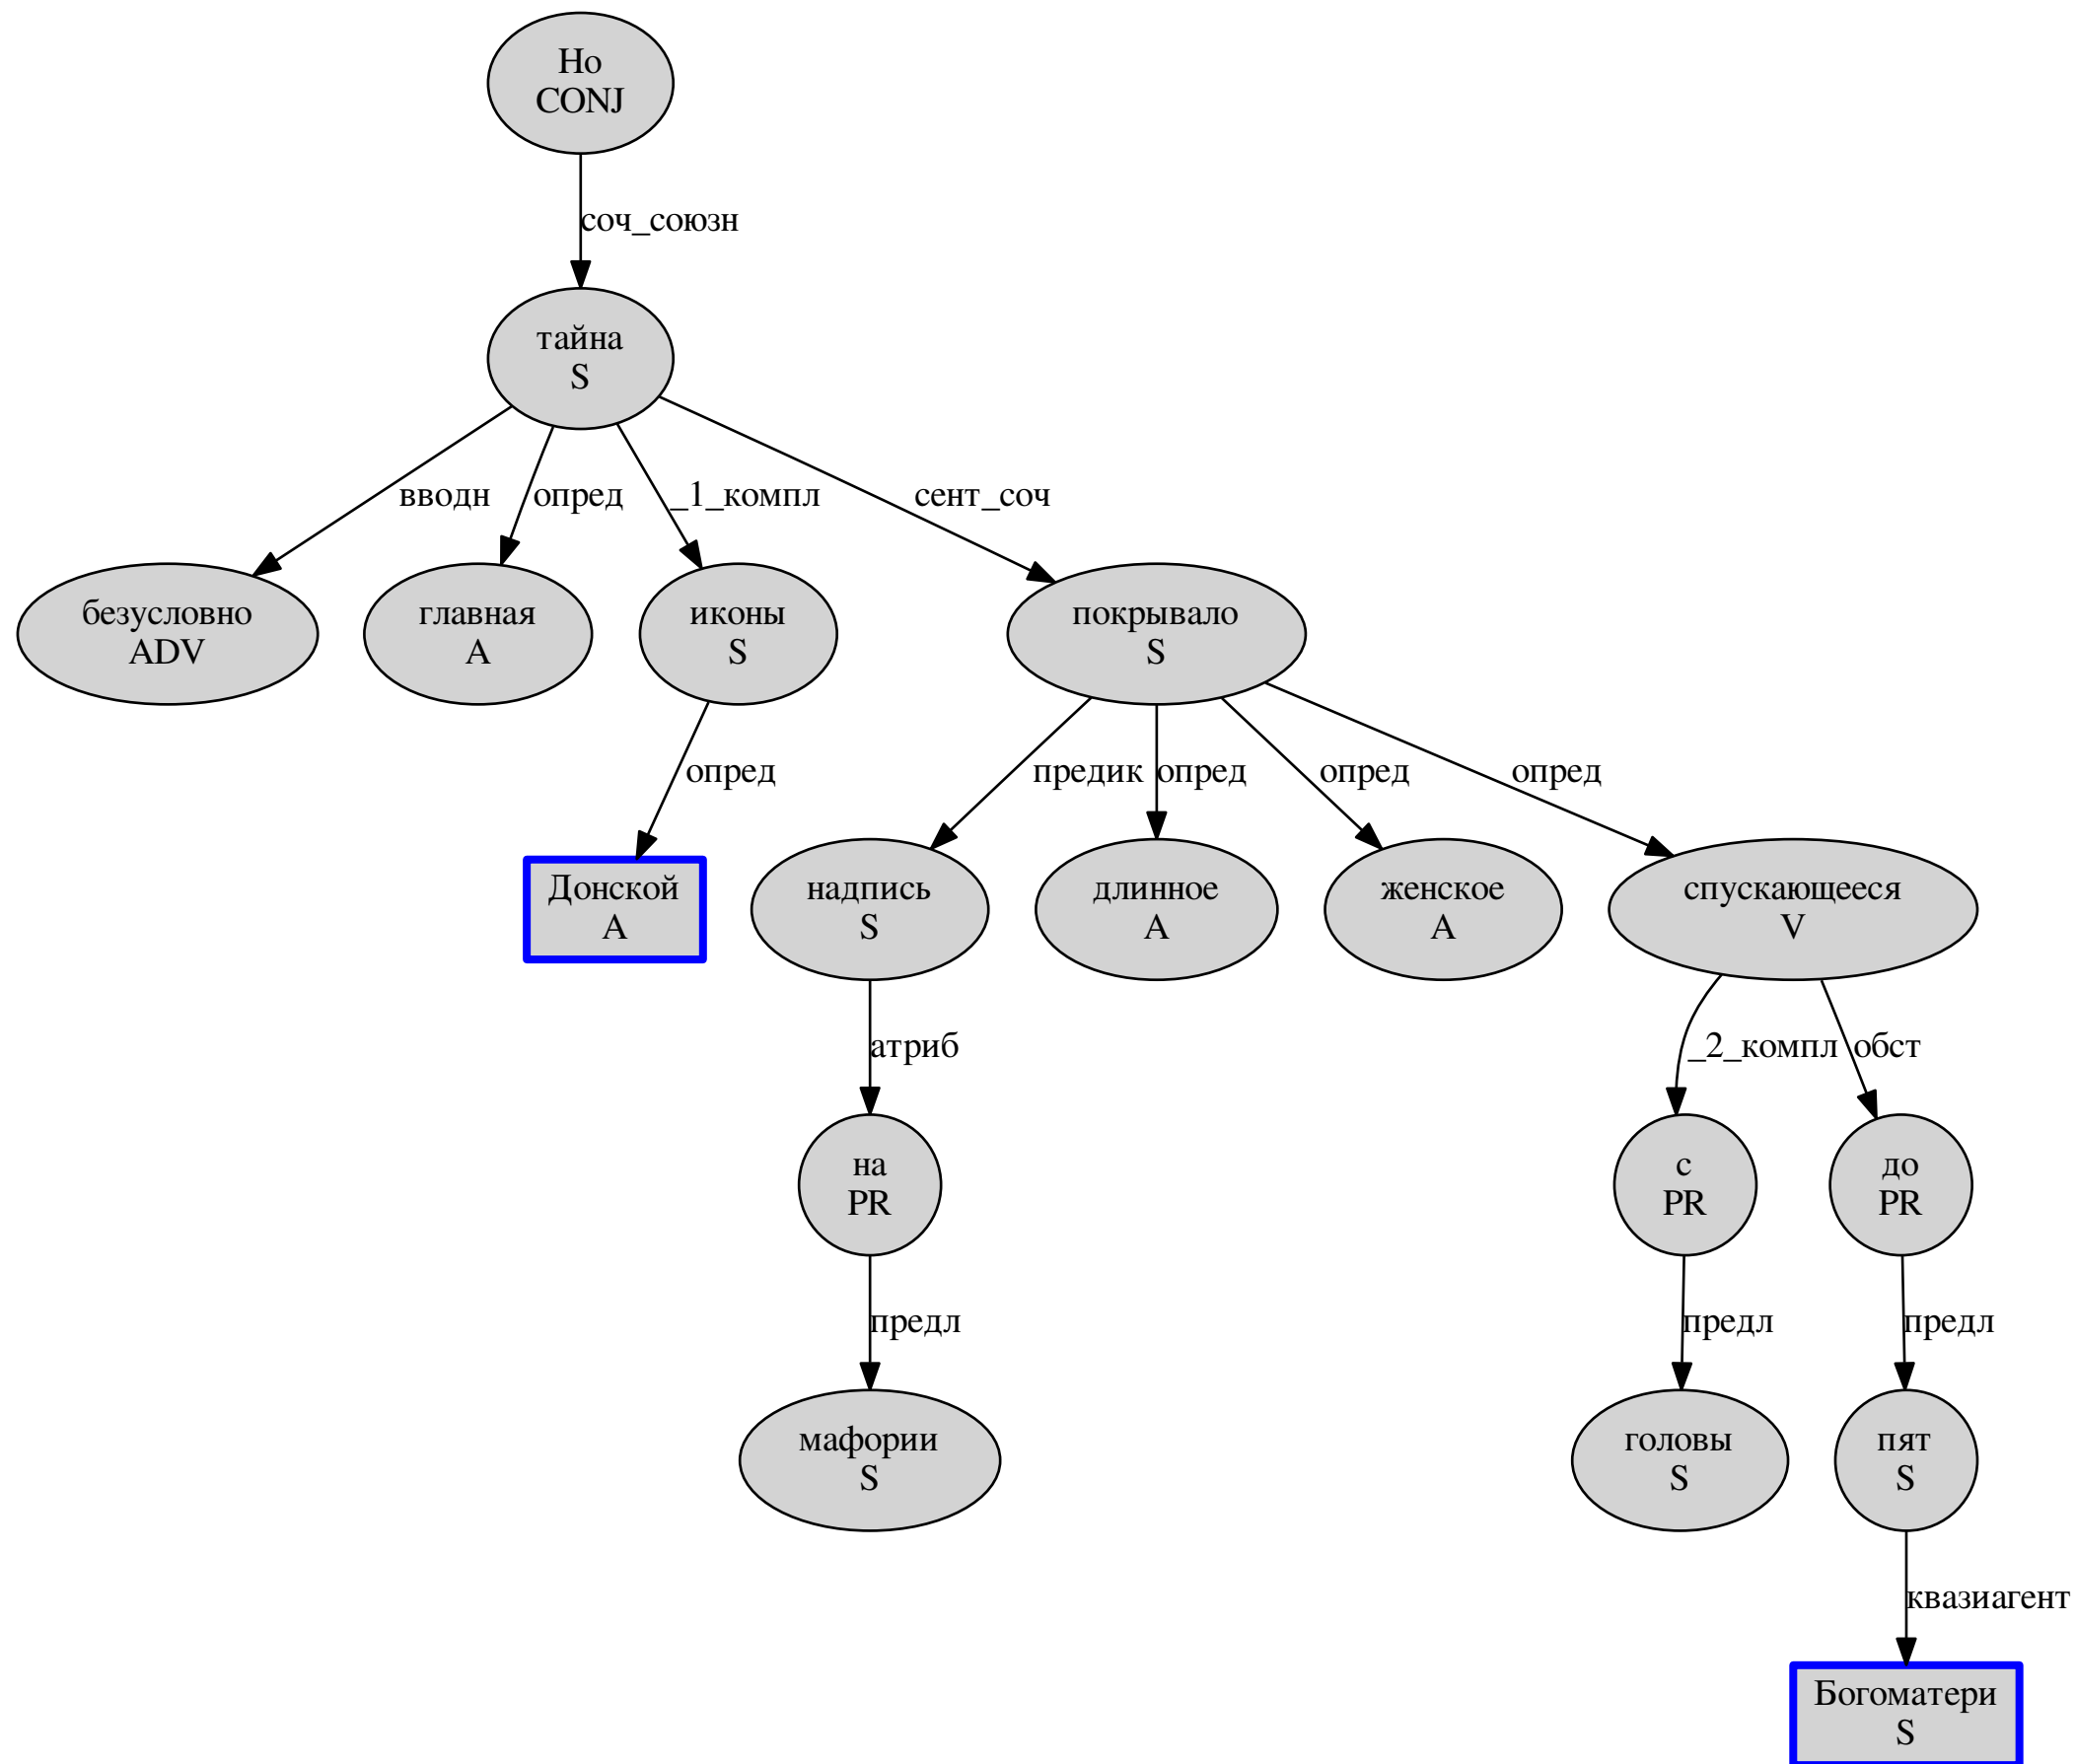 Но
CONJ
соч_союзн
тайна
S
вводн
опред
_1_компл
сент_соч
безусловно
ADV
главная
A
иконы
S
покрывало
S
опред
предик
опред
опред
опред
Донской
A
надпись
S
длинное
A
женское
A
спускающееся
V
атриб
_2_компл
обст
на
PR
с
PR
до
PR
предл
предл
предл
мафории
S
головы
S
пят
S
квазиагент
Богоматери
S